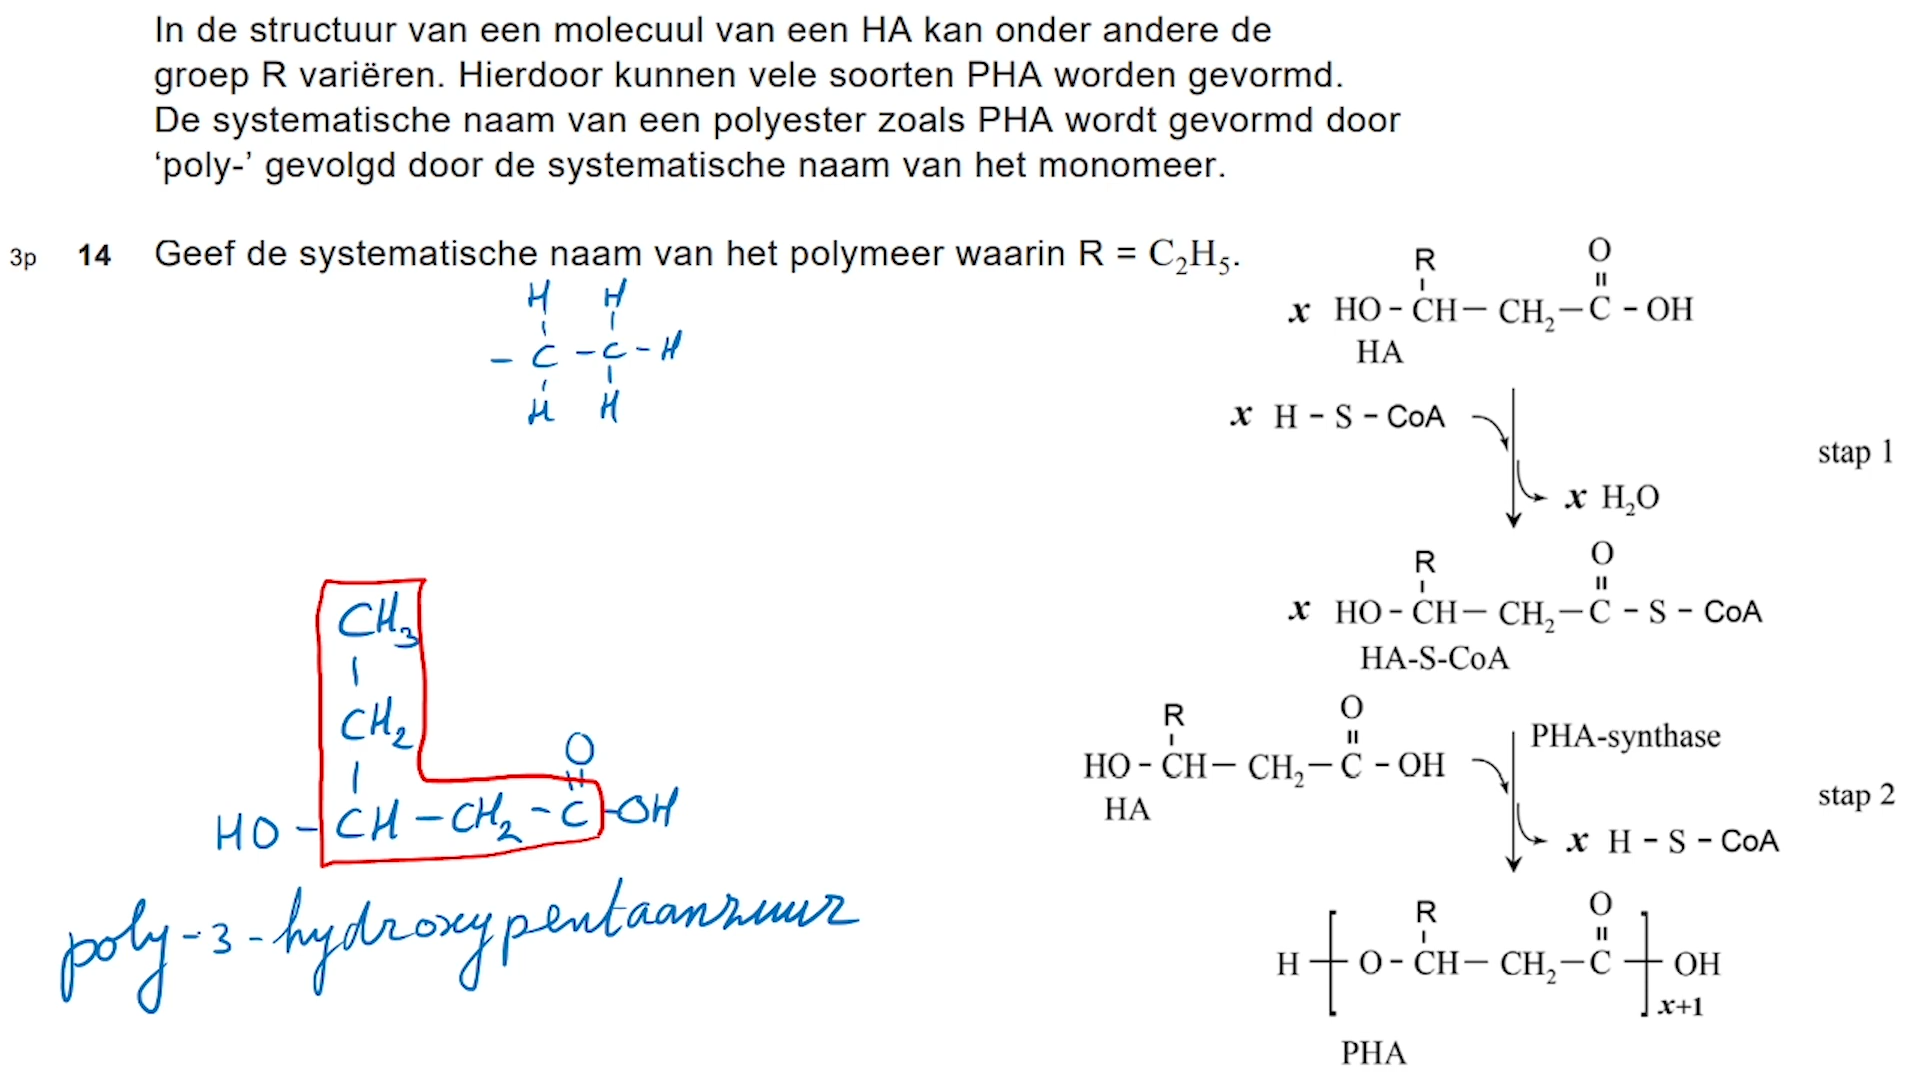 In de structuur van een molecuul van een HA kan onder andere de
groep R variëren. Hierdoor kunnen vele soorten PHA worden gevormd.
De systematische naam van een polyester zoals PHA wordt gevormd door
‘poly-’ gevolgd door de systematische naam van het monomeer.
3p 14 Geef de systematische naam van het polymeer waarin R = C₂H₅.
H H
- C - C - H
H H
R O
x HO - CH — CH₂ — C - OH
HA
x H - S - CoA
stap 1
x H₂O
R O
x HO - CH — CH₂ — C - S - CoA
HA-S-CoA
R O
HO - CH — CH₂ — C - OH
HA
PHA-synthase
stap 2
x H - S - CoA
R O
H [ O - CH — CH₂ — C ] OH
x+1
PHA
CH₃
CH₂
O
HO - CH - CH₂ - C - OH
poly-3-hydroxypentaanzuur